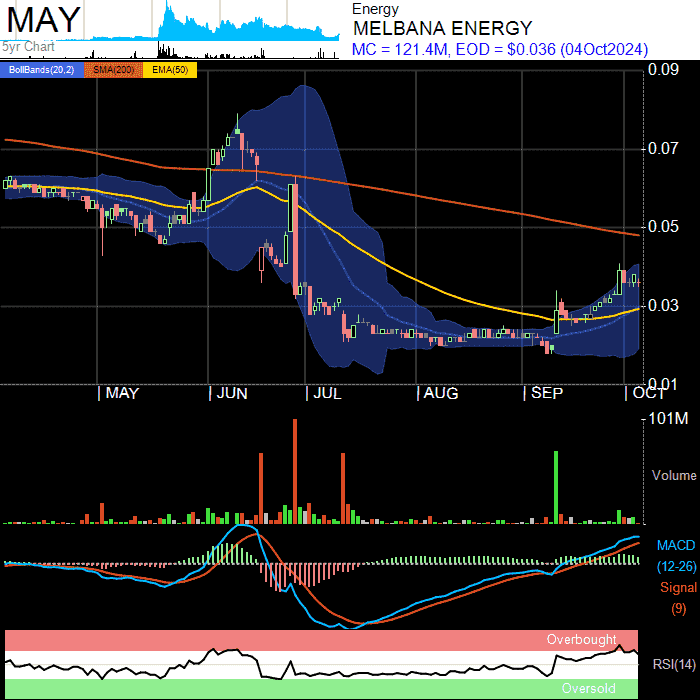 MAY
5yr Chart
Energy
MELBANA ENERGY
MC = 121.4M, EOD = $0.036 (04Oct2024)
BollBands(20,2) SMA(200) EMA(50)
0.09
0.07
0.05
0.03
0.01
MAY JUN JUL AUG SEP OCT
101M
Volume
MACD
(12-26)
Signal
(9)
Overbought
RSI(14)
Oversold